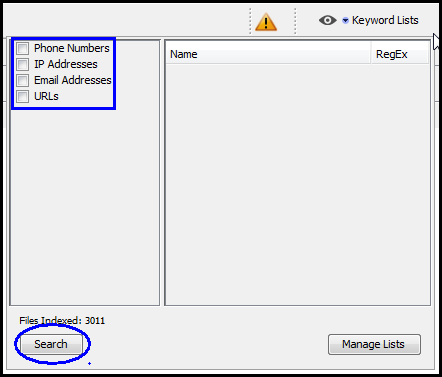 Keyword Lists
Phone Numbers
IP Addresses
Email Addresses
URLs
Name RegEx
Files Indexed: 3011
Search
Manage Lists